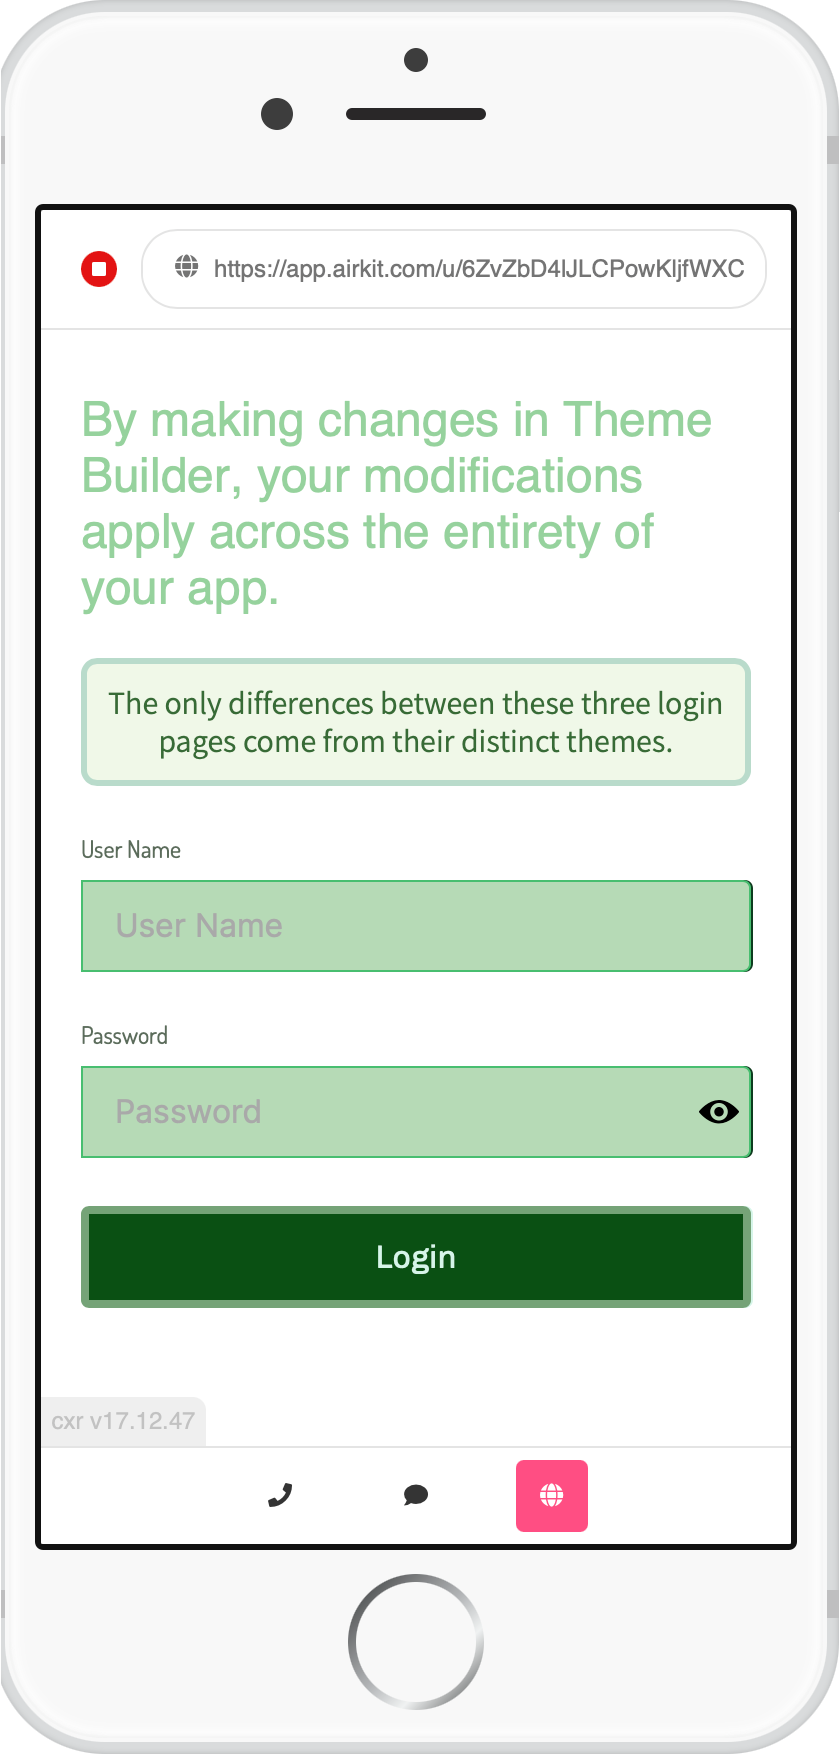 https://app.airkit.com/u/6ZvZbD4lJLCPowKljfWXC
By making changes in Theme
Builder, your modifications
apply across the entirety of
your app.
The only differences between these three login
pages come from their distinct themes.
User Name
User Name
Password
Password
Login
cxr v17.12.47